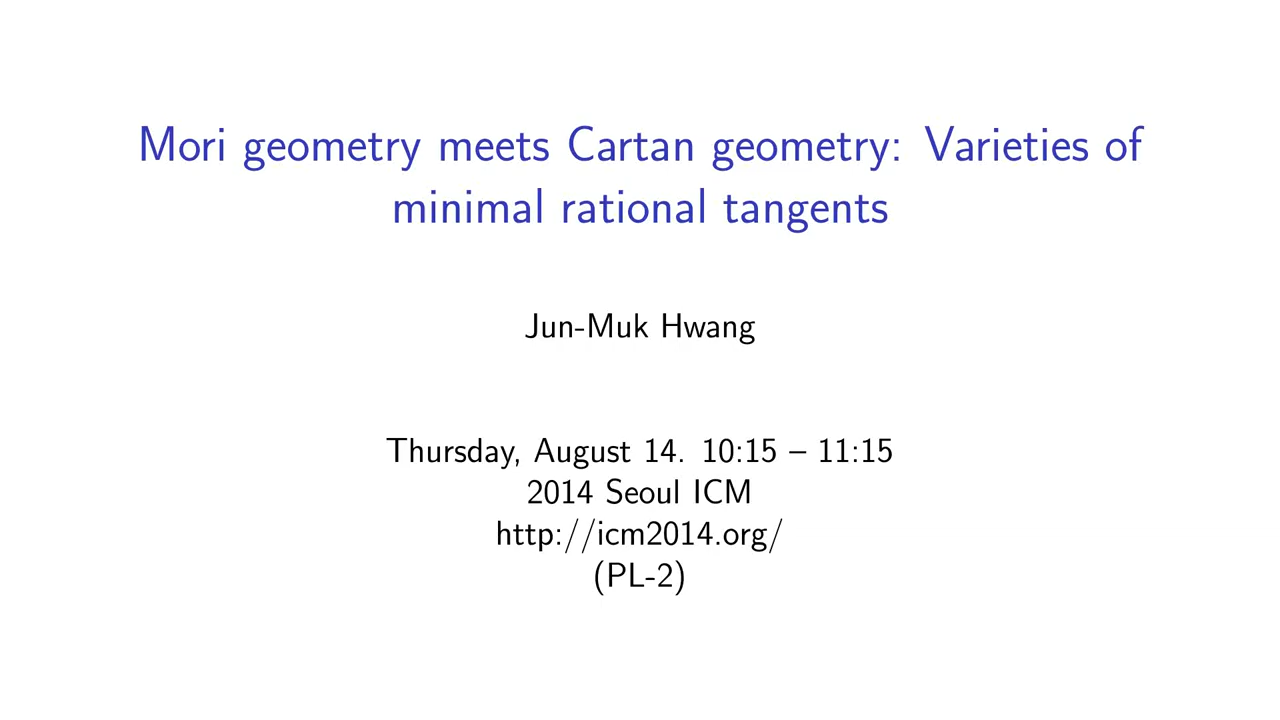 Mori geometry meets Cartan geometry: Varieties of
minimal rational tangents
Jun-Muk Hwang
Thursday, August 14. 10:15 – 11:15
2014 Seoul ICM
http://icm2014.org/
(PL-2)